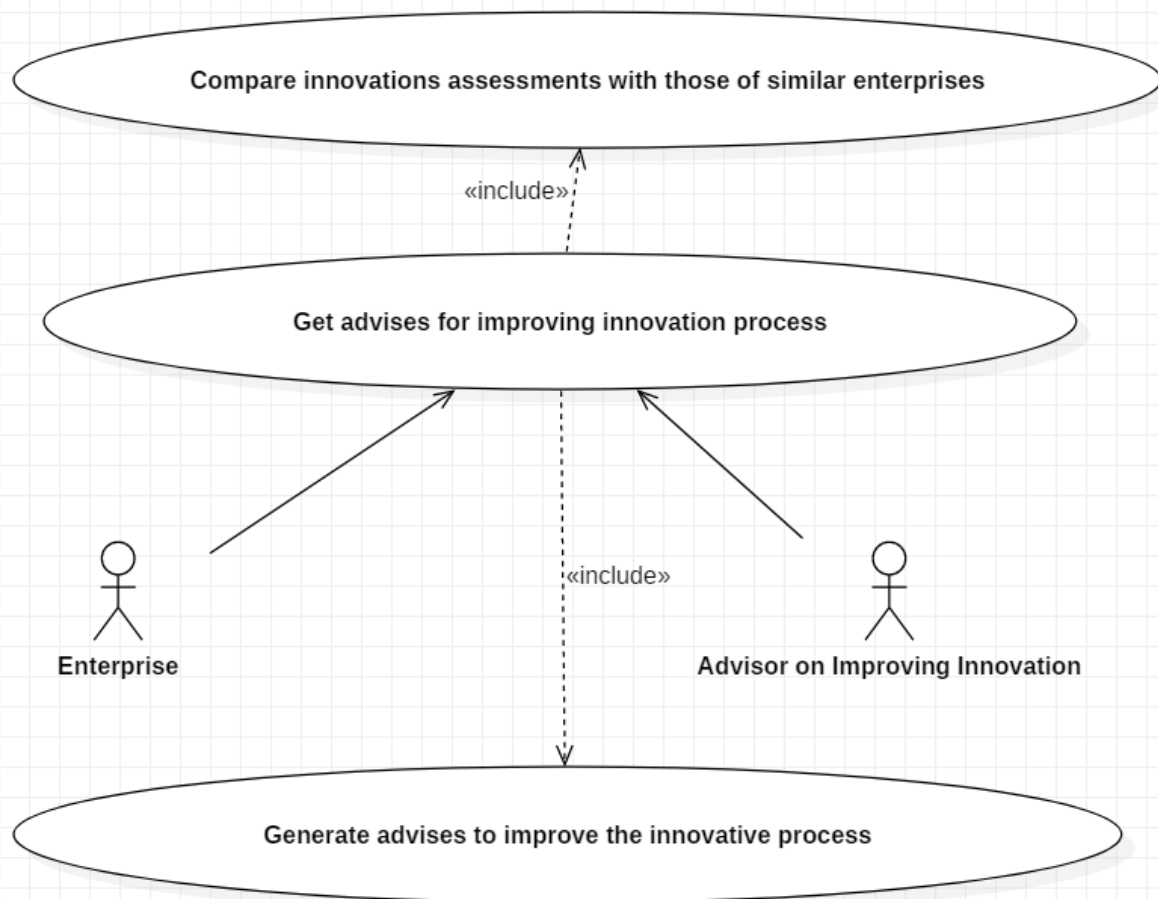 Compare innovations assessments with those of similar enterprises
«include»
Get advises for improving innovation process
«include»
Enterprise
Advisor on Improving Innovation
Generate advises to improve the innovative process